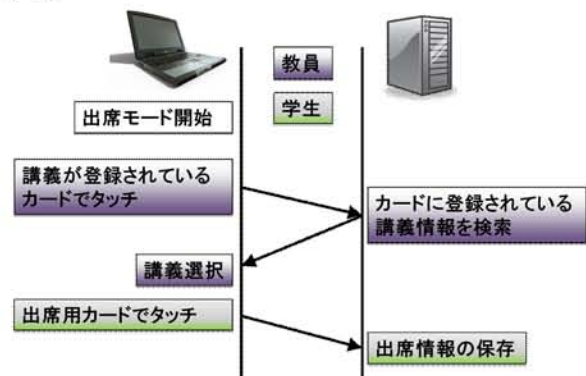 教員
学生
出席モード開始
講義が登録されている
カードでタッチ
カードに登録されている
講義情報を検索
講義選択
出席用カードでタッチ
出席情報の保存